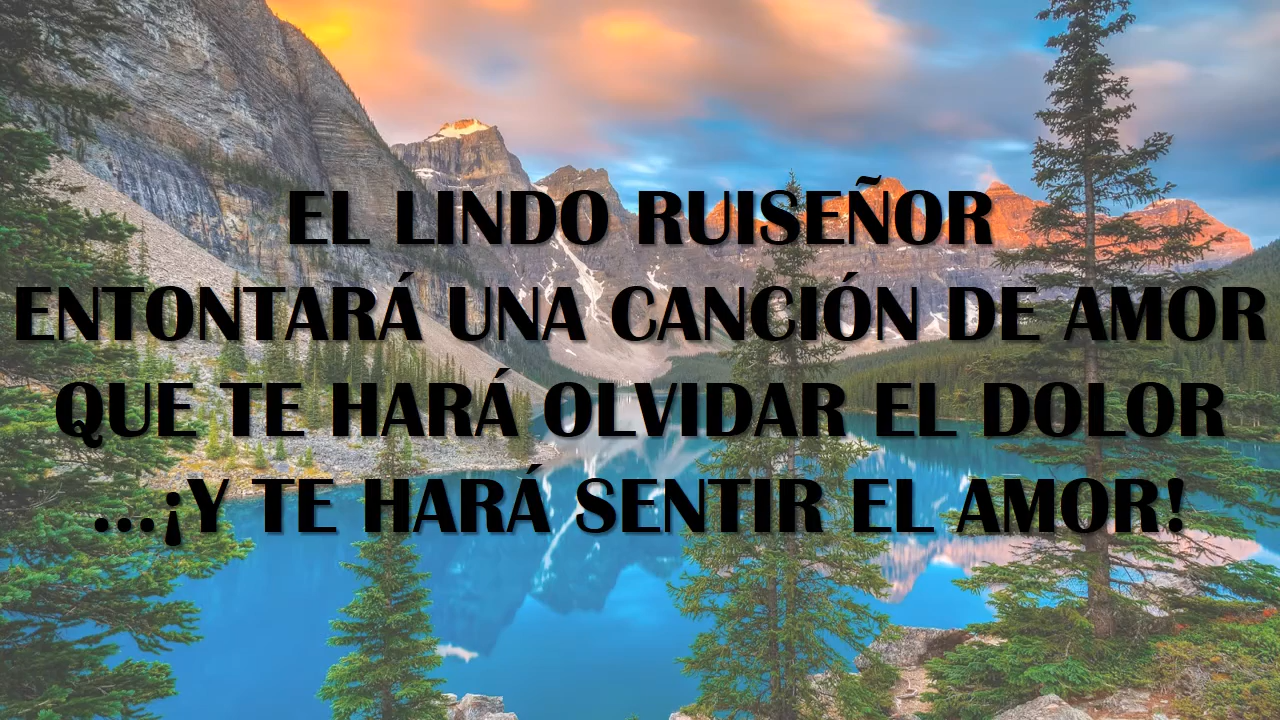 EL LINDO RUISEÑOR
ENTONTARÁ UNA CANCIÓN DE AMOR
QUE TE HARÁ OLVIDAR EL DOLOR
...¡Y TE HARÁ SENTIR EL AMOR!